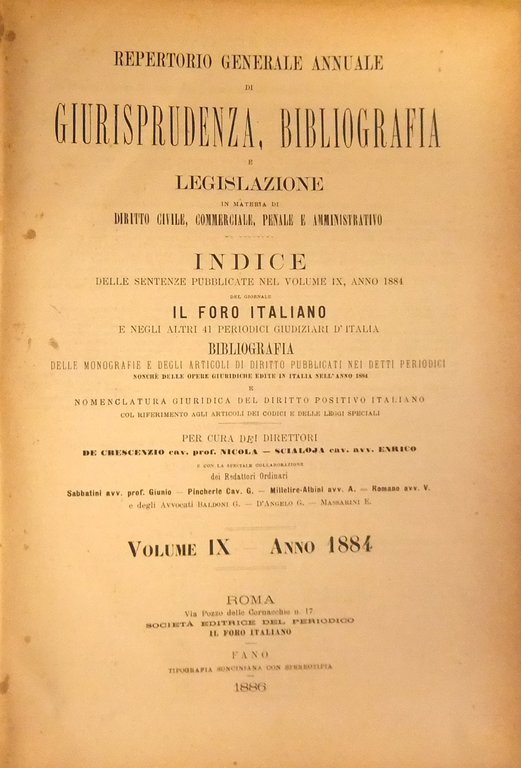 REPERTORIO GENERALE ANNUALE
DI
GIURISPRUDENZA, BIBLIOGRAFIA
E
LEGISLAZIONE
IN MATERIA DI
DIRITTO CIVILE, COMMERCIALE, PENALE E AMMINISTRATIVO
INDICE
DELLE SENTENZE PUBBLICATE NEL VOLUME IX, ANNO 1884
DEL GIORNALE
IL FORO ITALIANO
E NEGLI ALTRI 41 PERIODICI GIUDIZIARI D'ITALIA
BIBLIOGRAFIA
DELLE MONOGRAFIE E DEGLI ARTICOLI DI DIRITTO PUBBLICATI NEI DETTI PERIODICI
NONCHÈ DELLE OPERE GIURIDICHE EDITE IN ITALIA NELL'ANNO 1884
E
NOMENCLATURA GIURIDICA DEL DIRITTO POSITIVO ITALIANO
COL RIFERIMENTO AGLI ARTICOLI DEI CODICI E DELLE LEGGI SPECIALI
PER CURA DEI DIRETTORI
DE CRESCENZIO cav. prof. NICOLA — SCIALOJA cav. avv. ENRICO
E CON LA SPECIALE COLLABORAZIONE
dei Redattori Ordinari
Sabbatini avv. prof. Giunio — Pincherle Cav. G. — Millelire-Albini avv. A. — Romano avv. V.
e degli Avvocati BALDONI G. — D'ANGELO G. — MASSARINI E.
VOLUME IX — ANNO 1884
ROMA
Via Pozzo delle Cornacchie n. 17
SOCIETÀ EDITRICE DEL PERIODICO
IL FORO ITALIANO
FANO
TIPOGRAFIA SONCINIANA CON STEREOTIPIA
1886